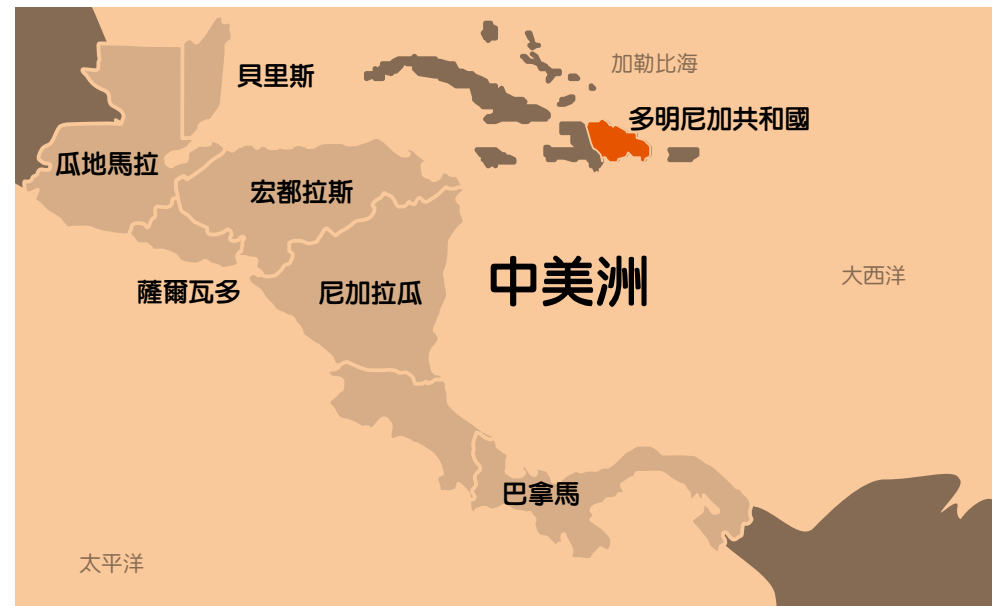 加勒比海
貝里斯
多明尼加共和國
瓜地馬拉
宏都拉斯
中美洲
大西洋
薩爾瓦多
尼加拉瓜
巴拿馬
太平洋